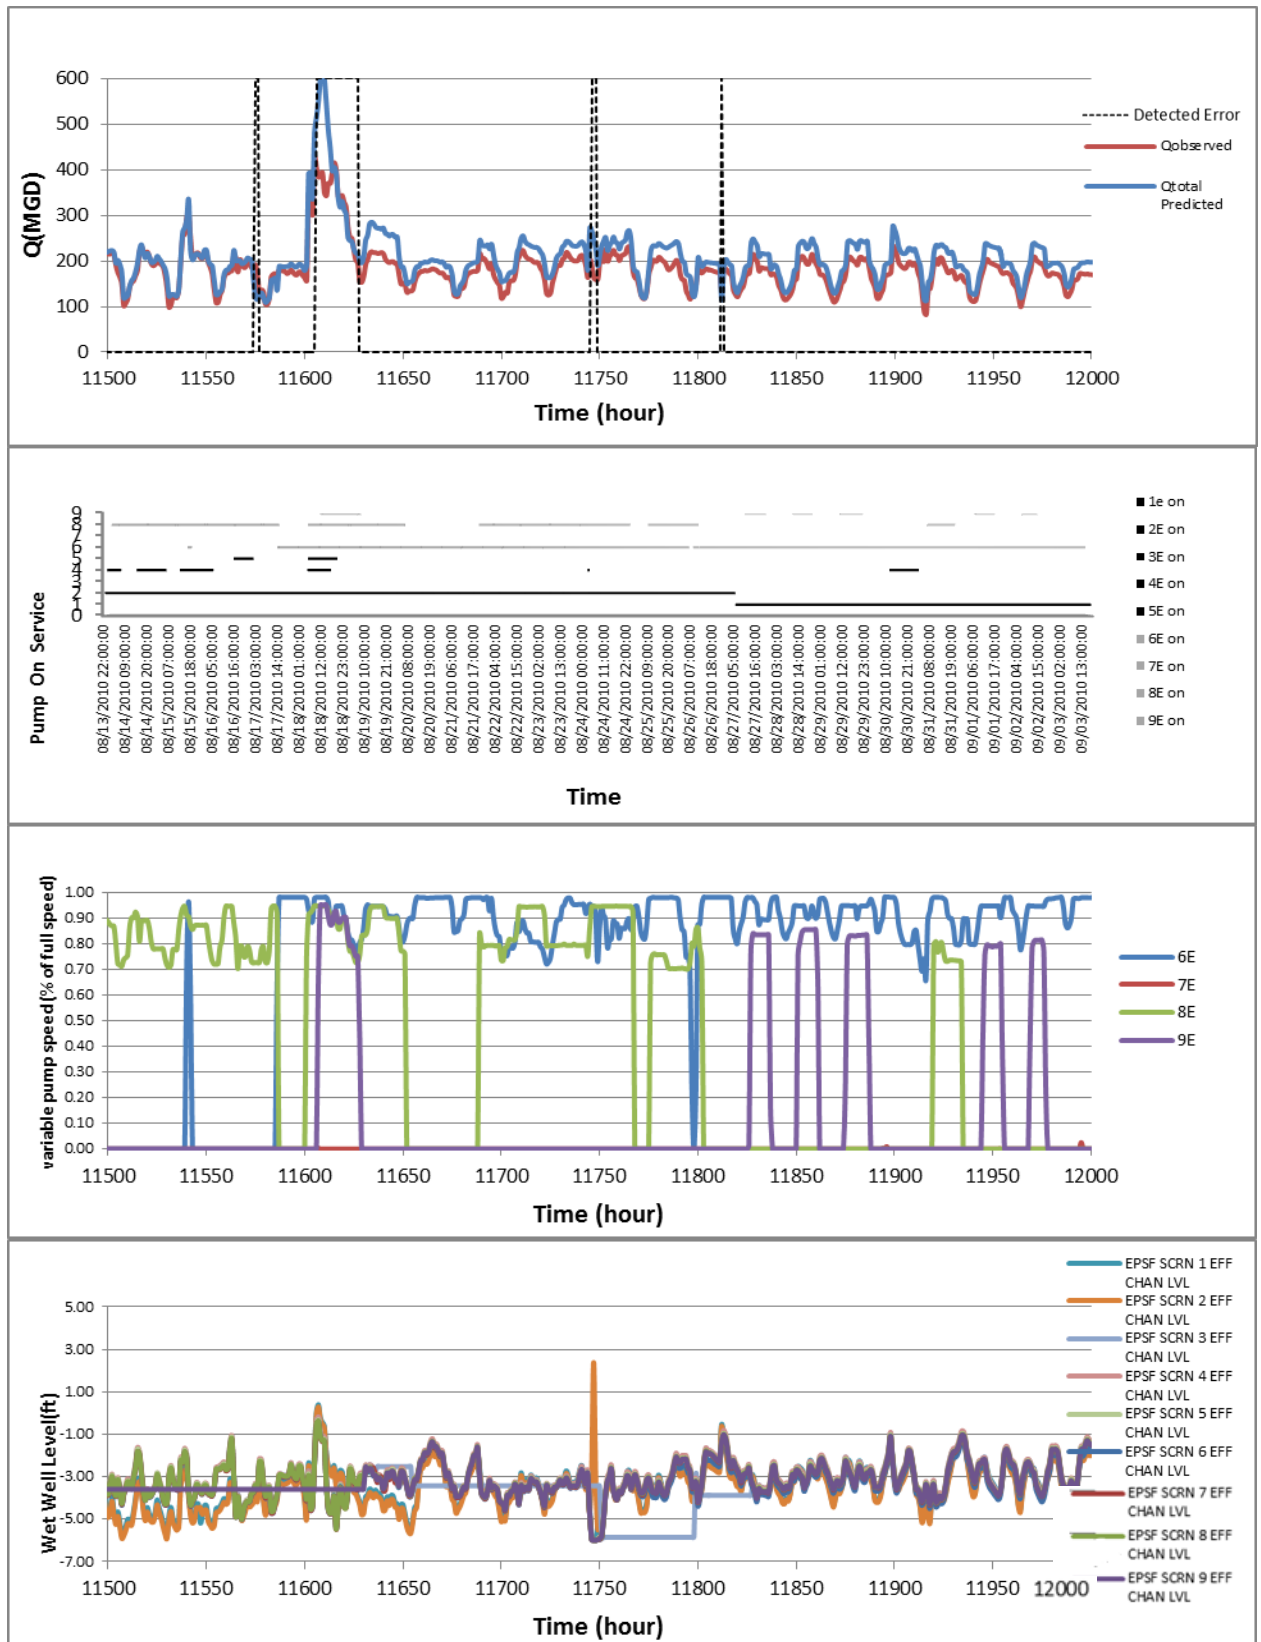 600
500
400
300
200
100
0
Q(MGD)
11500 11550 11600 11650 11700 11750 11800 11850 11900 11950 12000
Time (hour)
Detected Error
Qobserved
Qtotal
Predicted
9
8
7
6
5
4
3
2
1
0
Pump On Service
08/13/2010 22:00:00
08/14/2010 09:00:00
08/14/2010 20:00:00
08/15/2010 07:00:00
08/15/2010 18:00:00
08/16/2010 05:00:00
08/16/2010 16:00:00
08/17/2010 03:00:00
08/17/2010 14:00:00
08/18/2010 01:00:00
08/18/2010 12:00:00
08/18/2010 23:00:00
08/19/2010 10:00:00
08/20/2010 08:00:00
08/20/2010 19:00:00
08/21/2010 06:00:00
08/21/2010 17:00:00
08/22/2010 04:00:00
08/22/2010 15:00:00
08/23/2010 02:00:00
08/23/2010 13:00:00
08/24/2010 00:00:00
08/24/2010 11:00:00
08/24/2010 22:00:00
08/25/2010 09:00:00
08/25/2010 20:00:00
08/26/2010 07:00:00
08/26/2010 18:00:00
08/27/2010 05:00:00
08/27/2010 16:00:00
08/28/2010 03:00:00
08/28/2010 14:00:00
08/29/2010 01:00:00
08/29/2010 12:00:00
08/29/2010 23:00:00
08/30/2010 10:00:00
08/30/2010 21:00:00
08/31/2010 08:00:00
08/31/2010 19:00:00
09/01/2010 06:00:00
09/01/2010 17:00:00
09/02/2010 04:00:00
09/02/2010 15:00:00
09/03/2010 02:00:00
09/03/2010 13:00:00
Time
1e on
2E on
3E on
4E on
5E on
6E on
7E on
8E on
9E on
1.00
0.90
0.80
0.70
0.60
0.50
0.40
0.30
0.20
0.10
0.00
variable pump speed(% of full speed)
11500 11550 11600 11650 11700 11750 11800 11850 11900 11950 12000
Time (hour)
6E
7E
8E
9E
5.00
3.00
1.00
-1.00
-3.00
-5.00
-7.00
Wet Well Level(ft)
11500 11550 11600 11650 11700 11750 11800 11850 11900 11950 12000
Time (hour)
EPSF SCRN 1 EFF
CHAN LVL
EPSF SCRN 2 EFF
CHAN LVL
EPSF SCRN 3 EFF
CHAN LVL
EPSF SCRN 4 EFF
CHAN LVL
EPSF SCRN 5 EFF
CHAN LVL
EPSF SCRN 6 EFF
CHAN LVL
EPSF SCRN 7 EFF
CHAN LVL
EPSF SCRN 8 EFF
CHAN LVL
EPSF SCRN 9 EFF
CHAN LVL